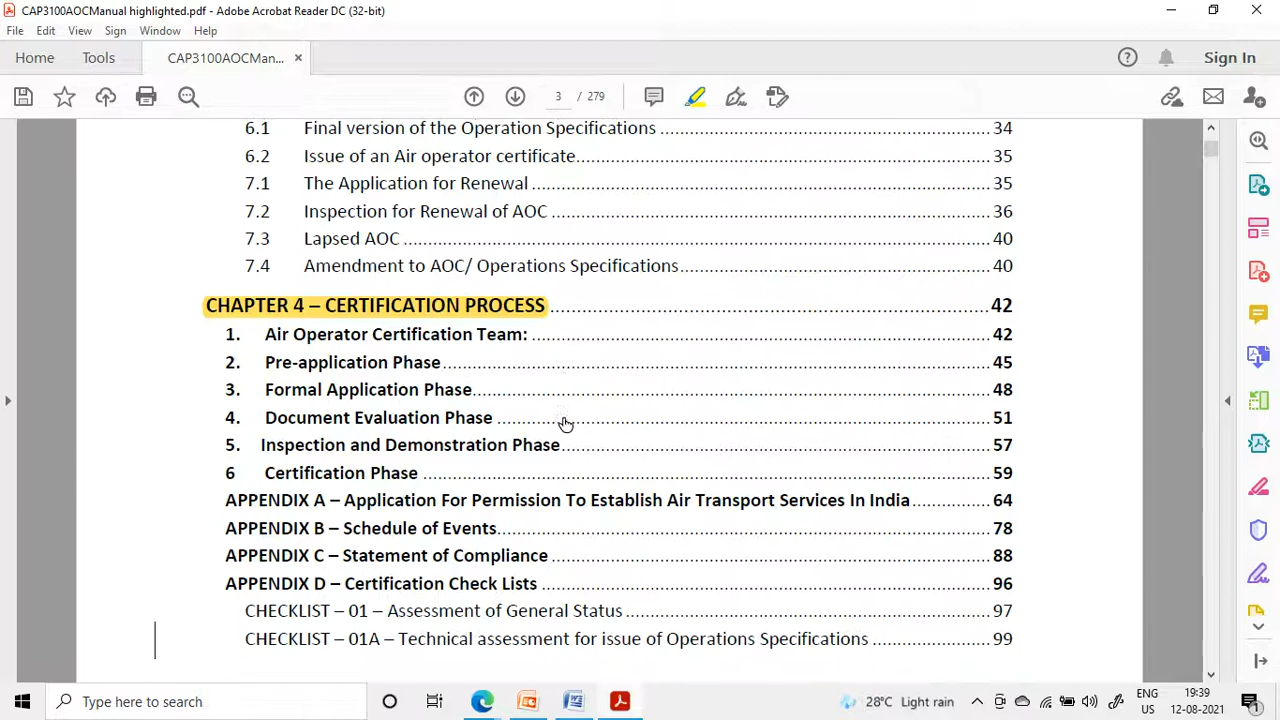 CAP3100AOCManual highlighted.pdf - Adobe Acrobat Reader DC (32-bit)
File Edit View Sign Window Help
Home Tools CAP3100AOCMan... × Sign In
3 / 279
6.1 Final version of the Operation Specifications 34
6.2 Issue of an Air operator certificate 35
7.1 The Application for Renewal 35
7.2 Inspection for Renewal of AOC 36
7.3 Lapsed AOC 40
7.4 Amendment to AOC/ Operations Specifications 40
CHAPTER 4 – CERTIFICATION PROCESS 42
1. Air Operator Certification Team: 42
2. Pre-application Phase 45
3. Formal Application Phase 48
4. Document Evaluation Phase 51
5. Inspection and Demonstration Phase 57
6 Certification Phase 59
APPENDIX A – Application For Permission To Establish Air Transport Services In India 64
APPENDIX B – Schedule of Events 78
APPENDIX C – Statement of Compliance 88
APPENDIX D – Certification Check Lists 96
CHECKLIST – 01 – Assessment of General Status 97
CHECKLIST – 01A – Technical assessment for issue of Operations Specifications 99
Type here to search 28°C Light rain ENG 19:39
US 12-08-2021 1